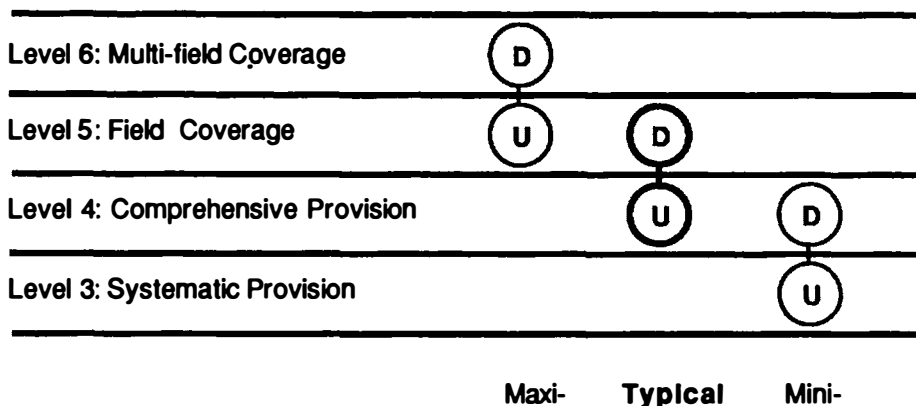 Level 6: Multi-field Coverage D
Level 5: Field Coverage U D
Level 4: Comprehensive Provision U D
Level 3: Systematic Provision U
Maxi- Typical Mini-